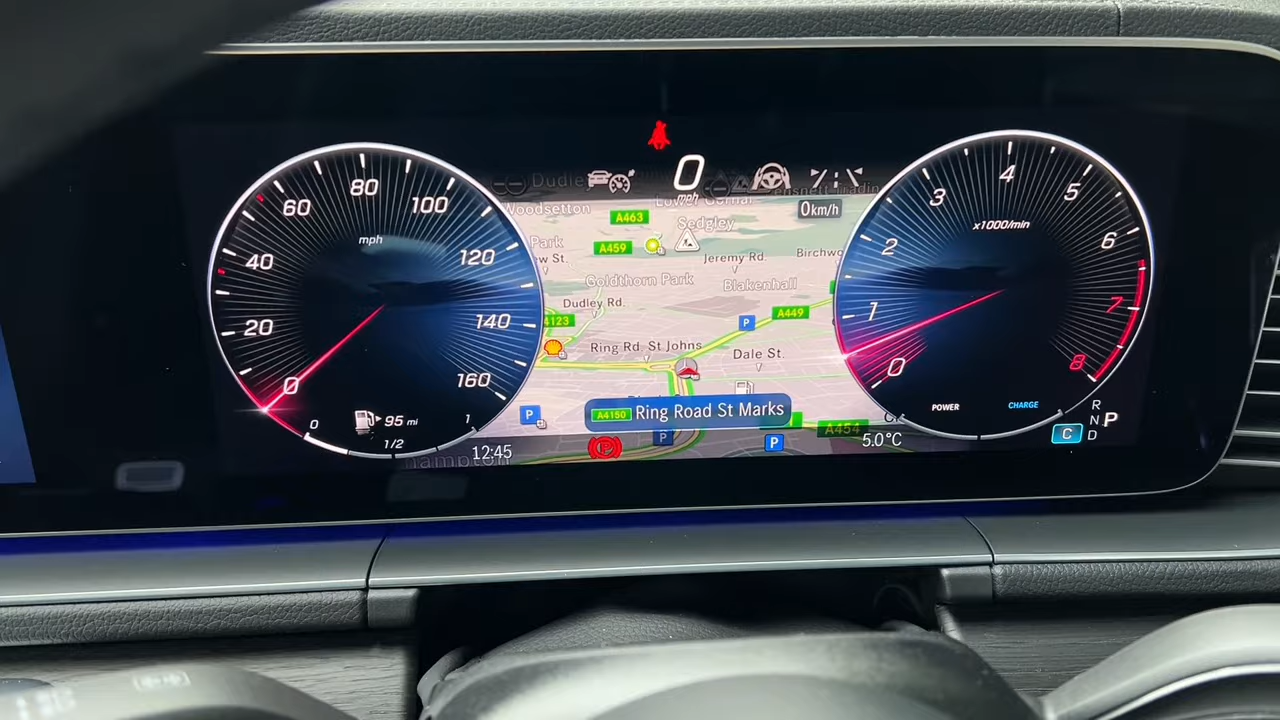 20
40
60
80
100
120
140
160
0
mph
95 mi
0
1/2
1
12:45
0
mph
0km/h
Woodsetton
Sedgley
A463
A459
Park
Jeremy Rd.
Goldthorn Park
Blakenhall
Dudley Rd.
4123
A449
P
Ring Rd St Johns
Dale St.
A4150 Ring Road St Marks
P
P
P
A454
5.0°C
0
1
2
3
4
5
6
7
8
x1000/min
POWER
CHARGE
R
N
D
P
C